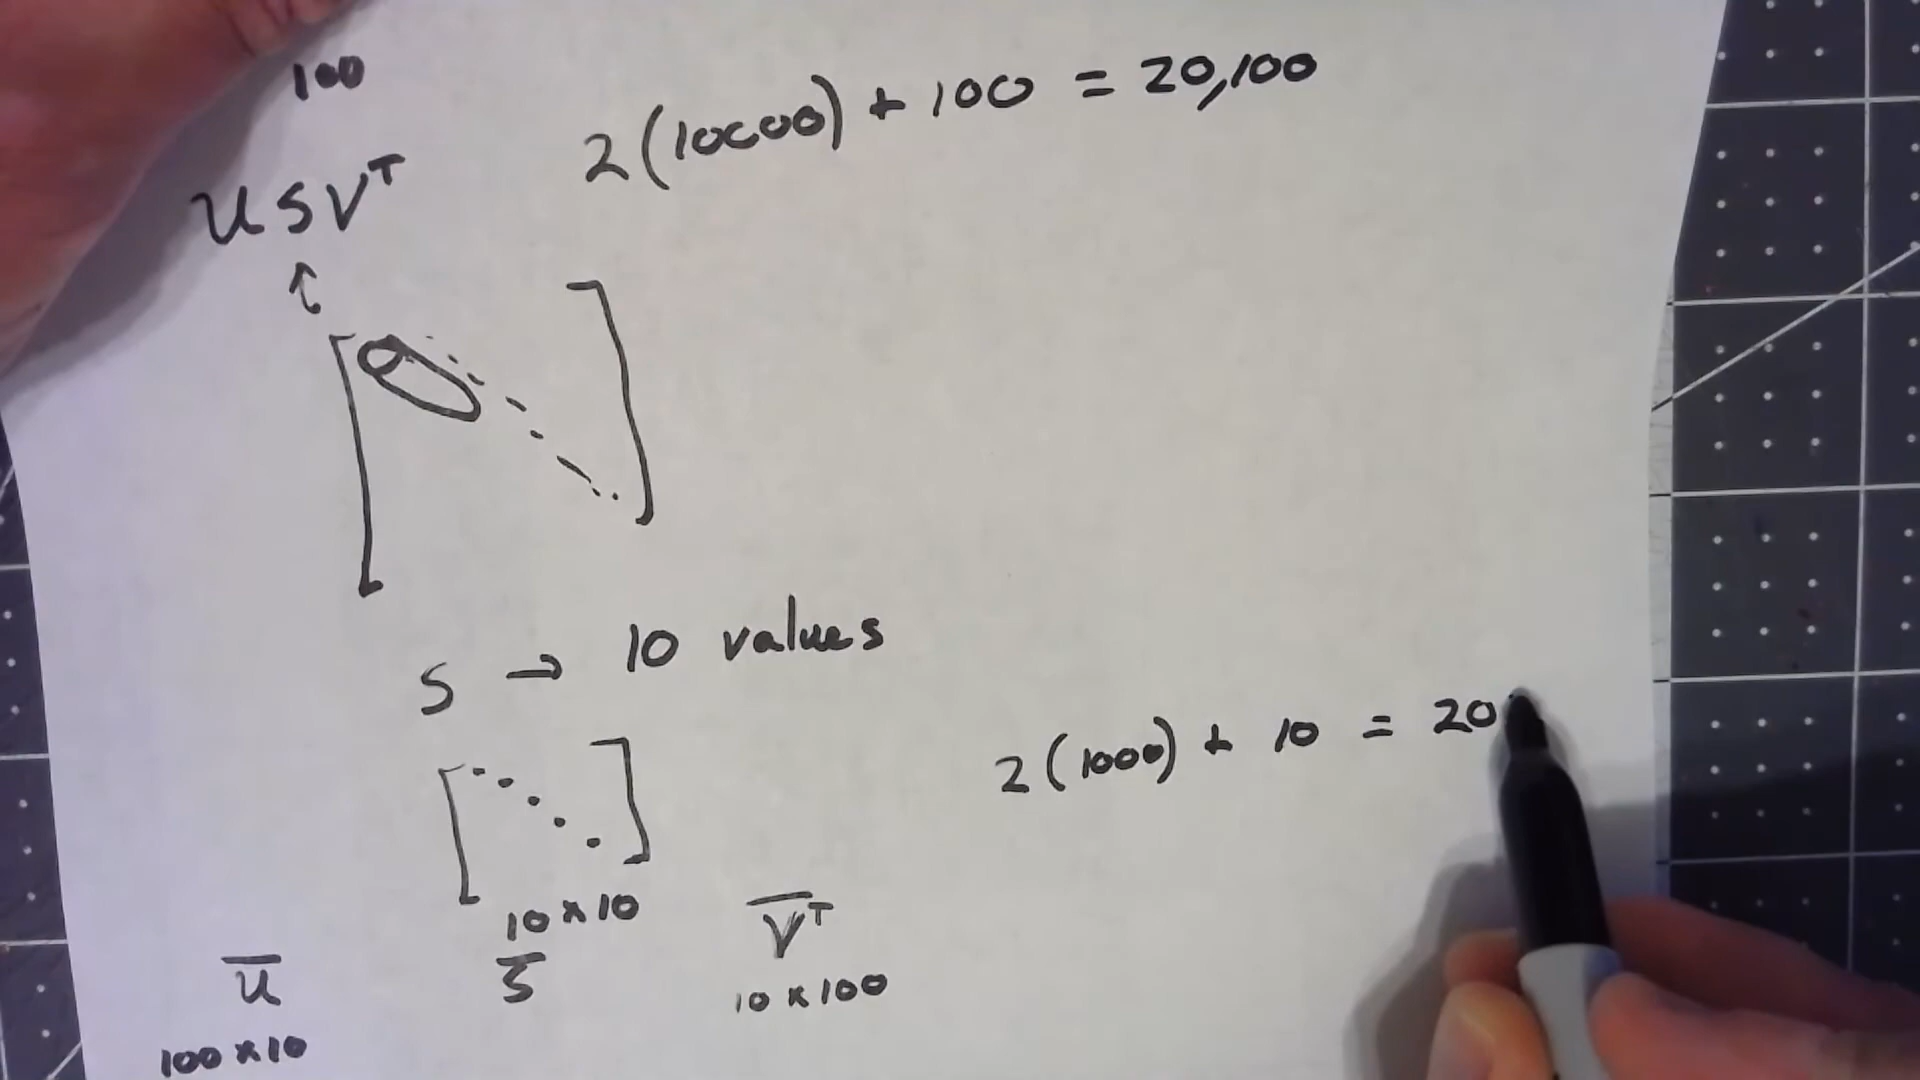 100
2(10000) + 100 = 20,100
USVᵀ
S → 10 values
2(1000) + 10 = 20
10 x 10
V̅ᵀ
U̅
S̅
10 x 100
100 x 10